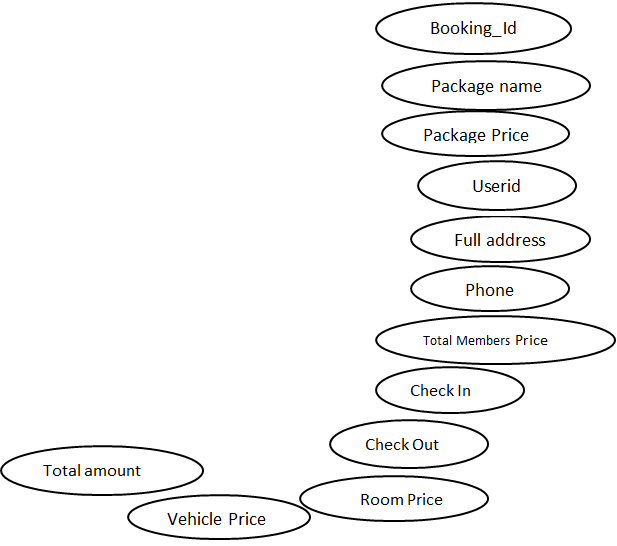 Booking_Id
Package name
Package Price
Userid
Full address
Phone
Total Members Price
Check In
Check Out
Total amount
Room Price
Vehicle Price